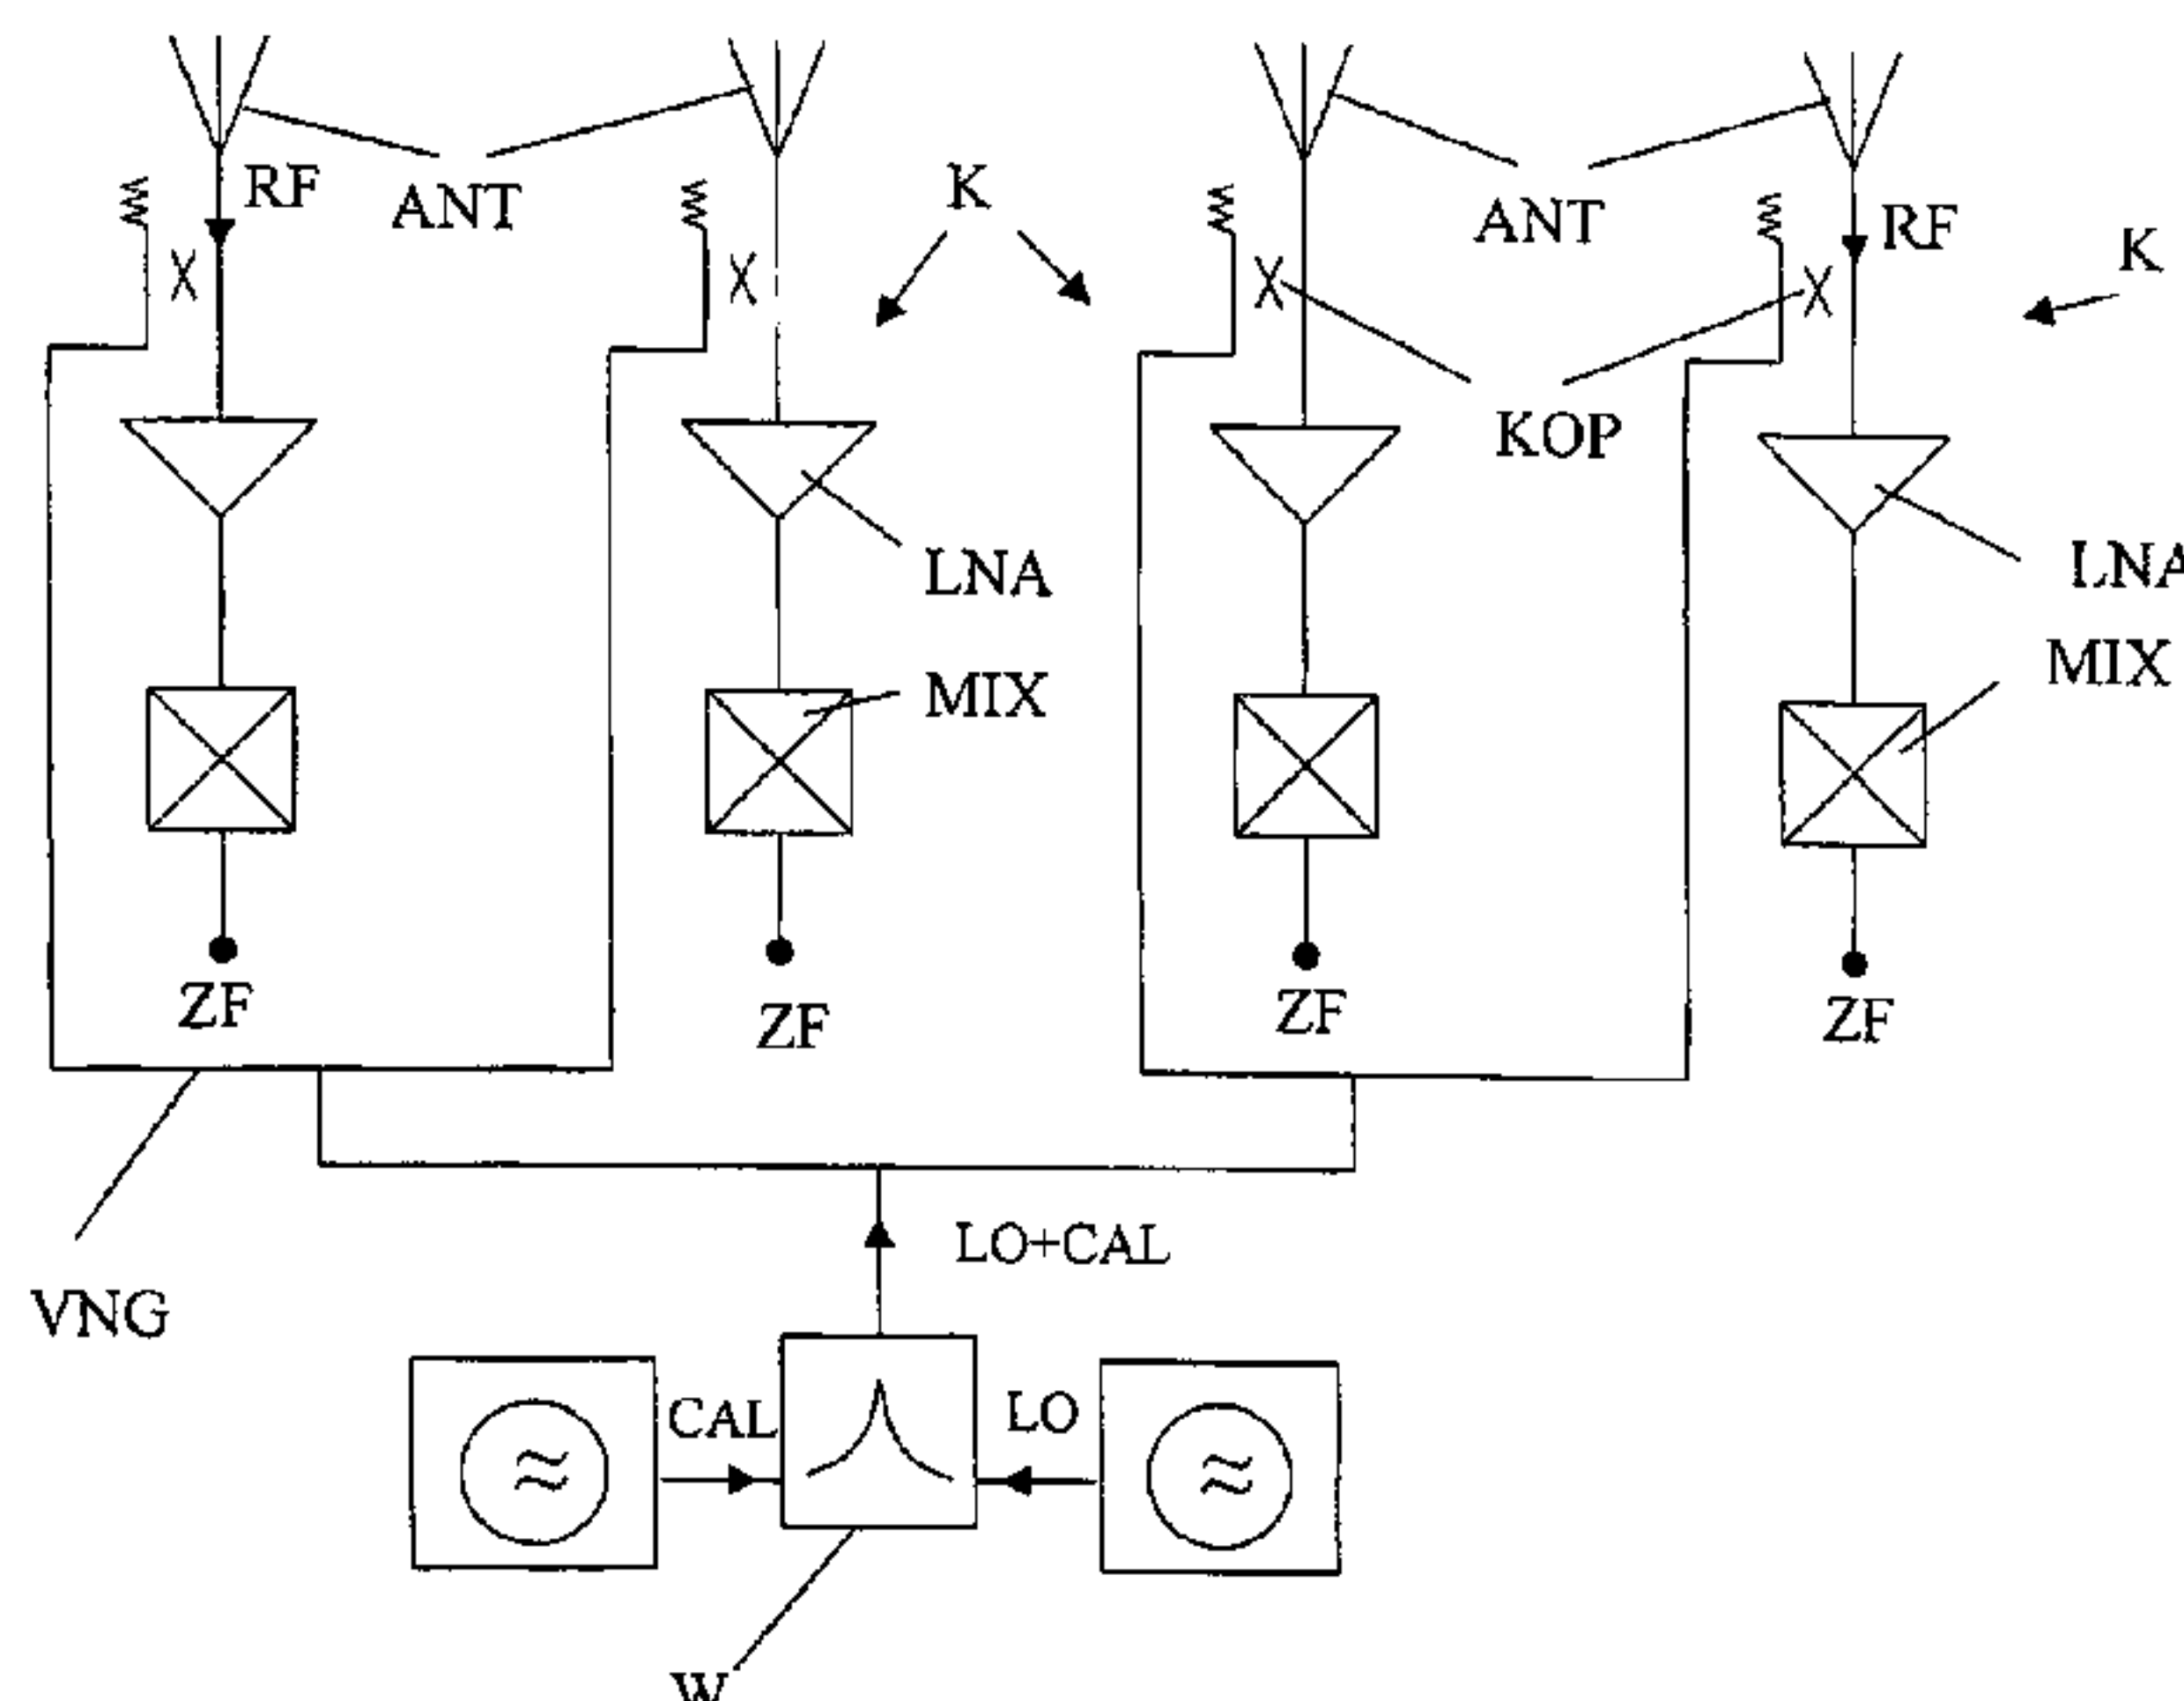 RF
ANT
K
ANT
RF
K
KOP
LNA
LNA
MIX
MIX
ZF
ZF
ZF
ZF
LO+CAL
VNG
CAL
LO
W